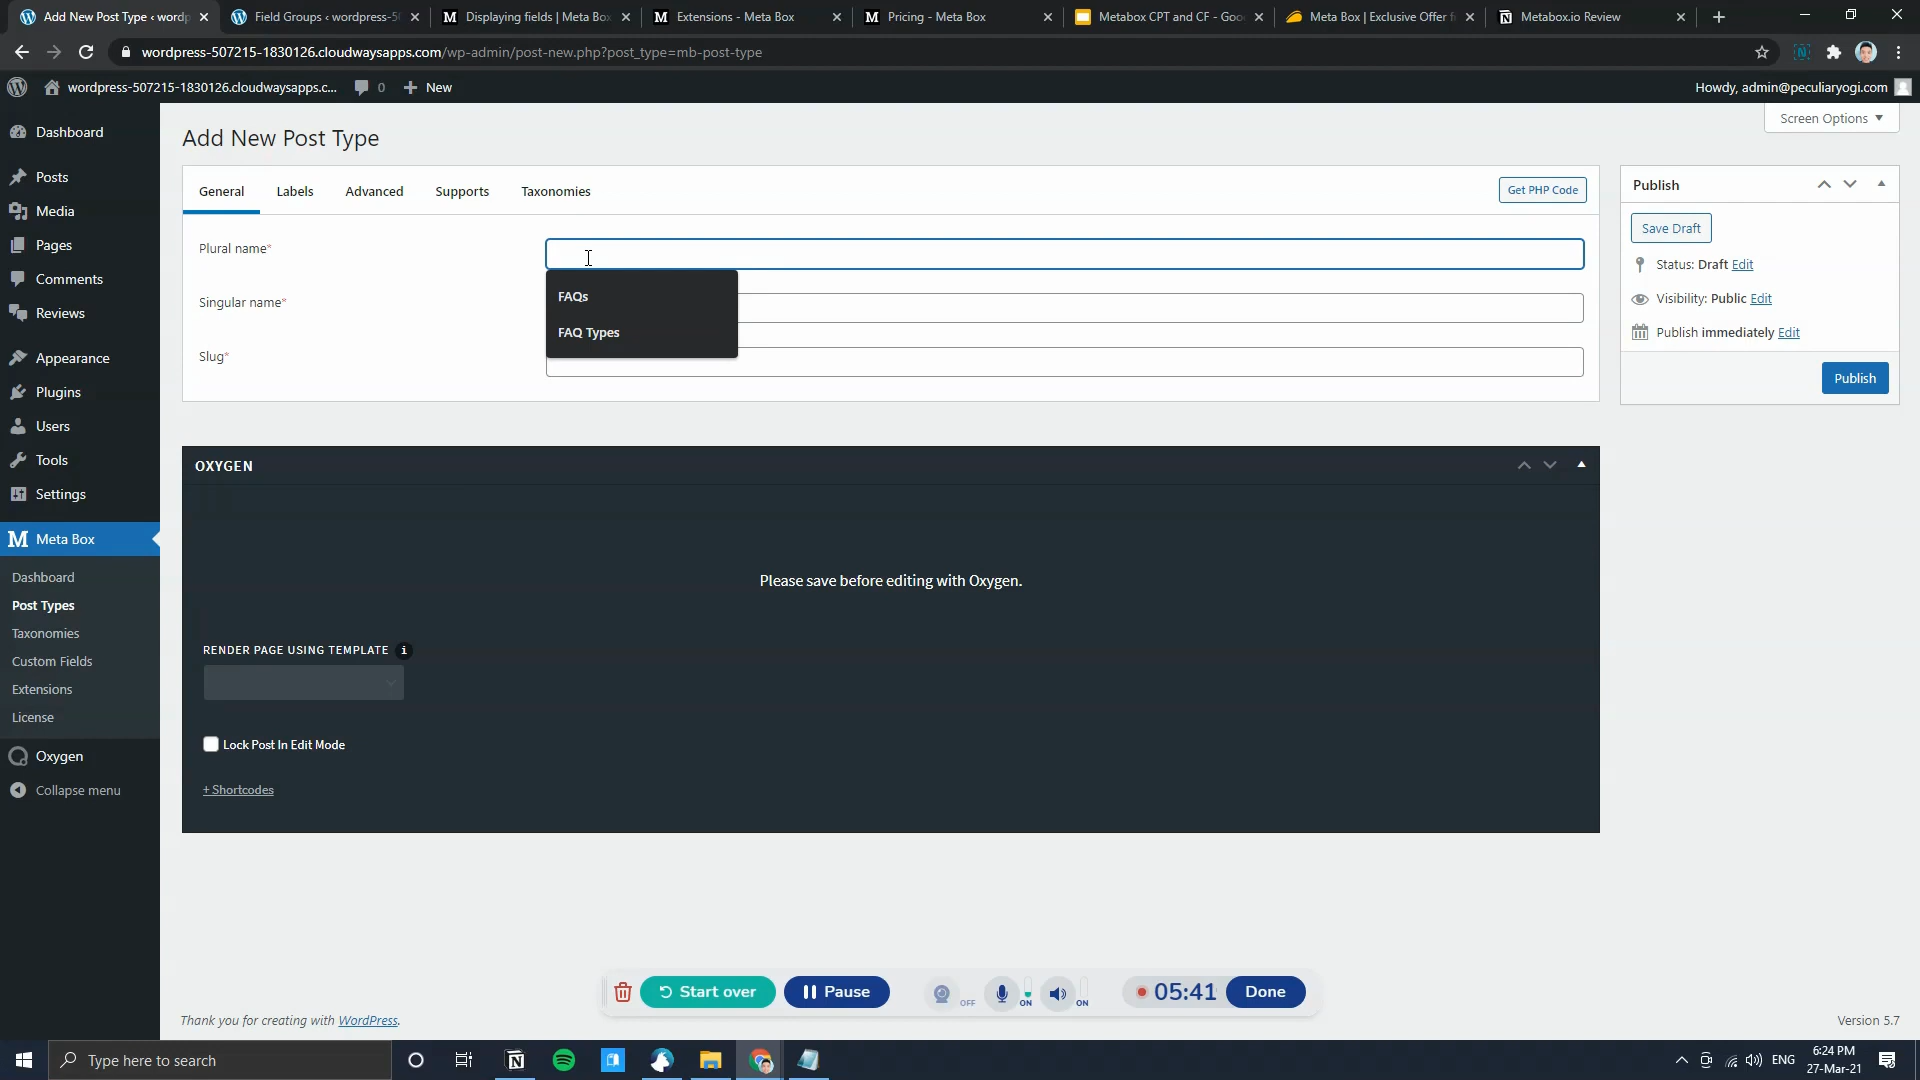 Add New Post Type ‹ wordp
Field Groups ‹ wordpress-5
Displaying fields | Meta Box
Extensions - Meta Box
Pricing - Meta Box
Metabox CPT and CF - Goo
Meta Box | Exclusive Offer f
Metabox.io Review
wordpress-507215-1830126.cloudwaysapps.com/wp-admin/post-new.php?post_type=mb-post-type
wordpress-507215-1830126.cloudwaysapps.c...
0
New
Howdy, admin@peculiaryogi.com
Screen Options
Dashboard
Posts
Media
Pages
Comments
Reviews
Appearance
Plugins
Users
Tools
Settings
Meta Box
Dashboard
Post Types
Taxonomies
Custom Fields
Extensions
License
Oxygen
Collapse menu
Add New Post Type
General
Labels
Advanced
Supports
Taxonomies
Get PHP Code
Plural name*
FAQs
FAQ Types
Singular name*
Slug*
Publish
Save Draft
Status: Draft Edit
Visibility: Public Edit
Publish immediately Edit
Publish
OXYGEN
Please save before editing with Oxygen.
RENDER PAGE USING TEMPLATE i
Lock Post In Edit Mode
+ Shortcodes
Start over
Pause
OFF
ON
ON
05:41
Done
Thank you for creating with WordPress.
Version 5.7
Type here to search
ENG
6:24 PM
27-Mar-21